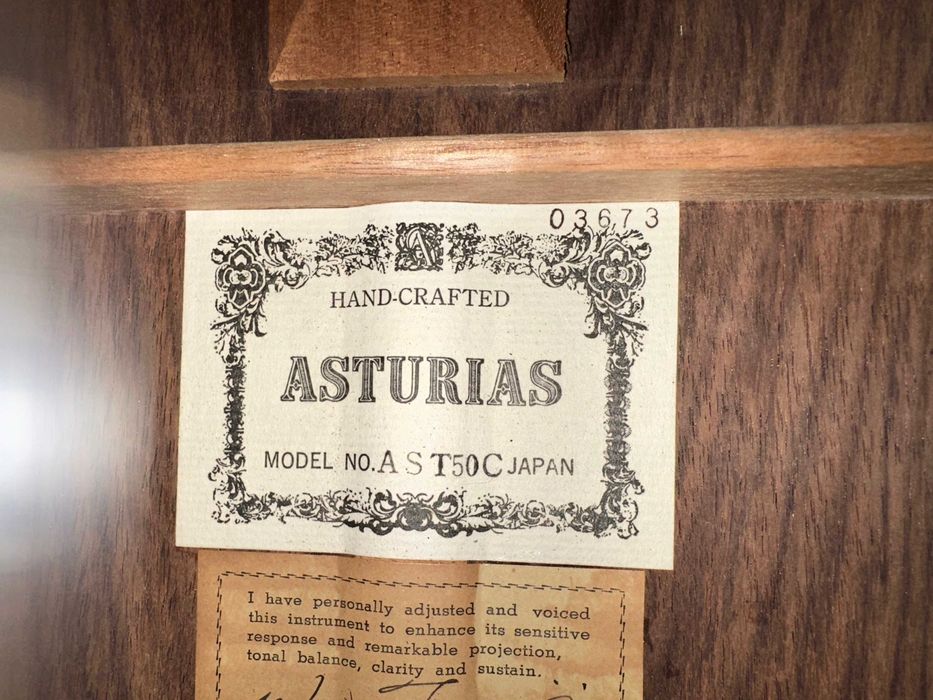 03673
A
HAND-CRAFTED
ASTURIAS
MODEL NO. A S T50C JAPAN
I have personally adjusted and voiced
this instrument to enhance its sensitive
response and remarkable projection,
tonal balance, clarity and sustain.